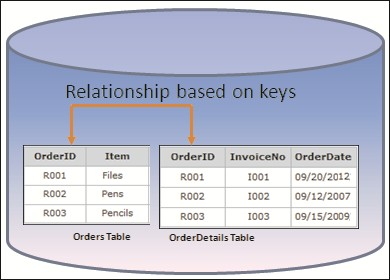 Relationship based on keys
OrderID Item
R001 Files
R002 Pens
R003 Pencils
Orders Table
OrderID InvoiceNo OrderDate
R001 I001 09/20/2012
R002 I002 09/12/2007
R003 I003 09/15/2009
OrderDetails Table